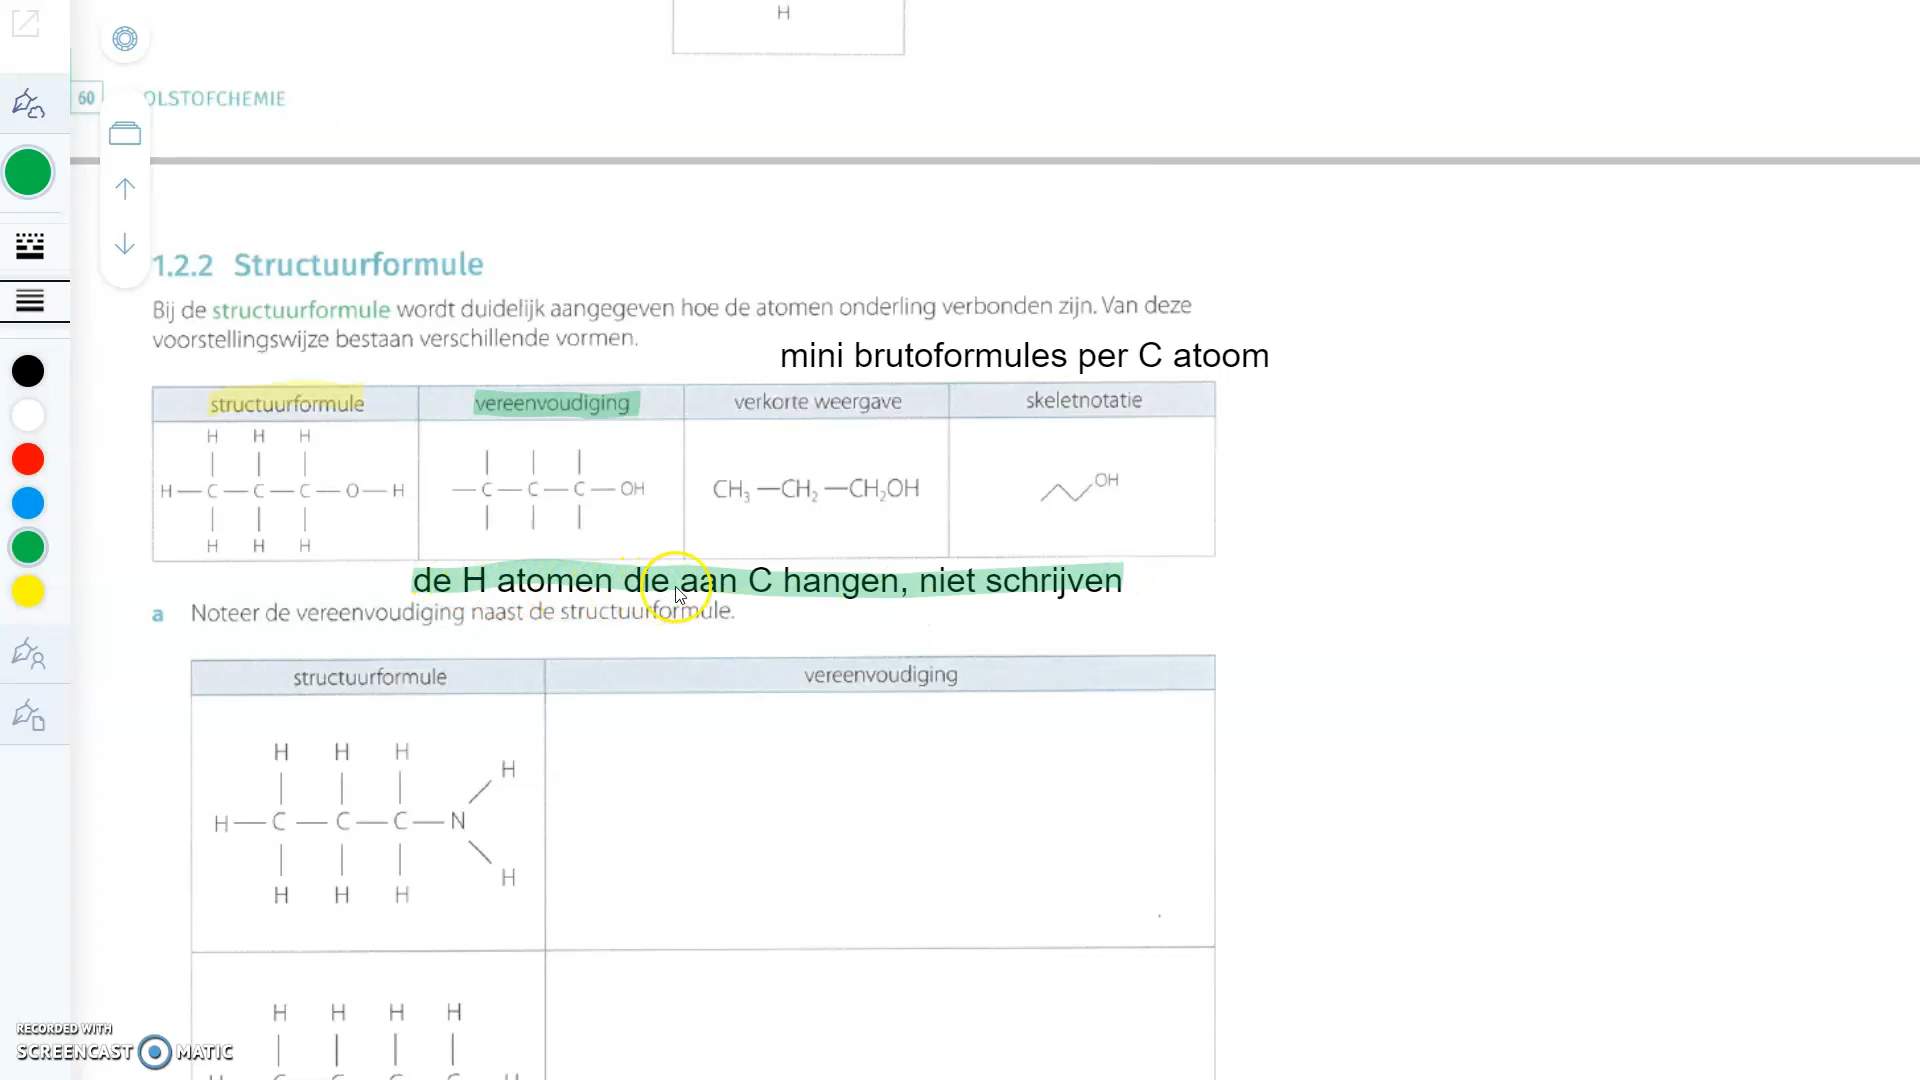 H
60 OLSTOFCHEMIE
1.2.2 Structuurformule
Bij de structuurformule wordt duidelijk aangegeven hoe de atomen onderling verbonden zijn. Van deze
voorstellingswijze bestaan verschillende vormen.
mini brutoformules per C atoom
structuurformule vereenvoudiging verkorte weergave skeletnotatie
H H H
H — C — C — C — O — H
H H H
— C — C — C — OH
CH₃ — CH₂ — CH₂OH
OH
de H atomen die aan C hangen, niet schrijven
a Noteer de vereenvoudiging naast de structuurformule.
structuurformule vereenvoudiging
H H H H
H — C — C — C — N
H H H H
H H H H
RECORDED WITH
SCREENCAST MATIC